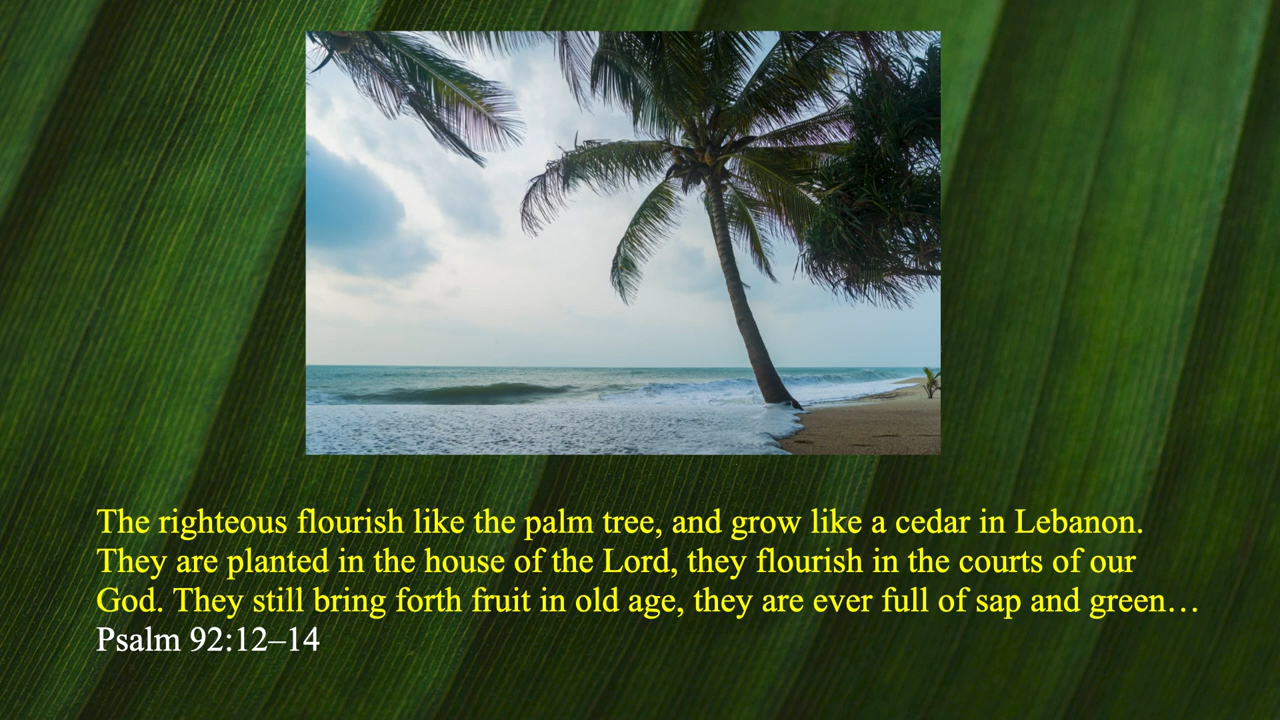 The righteous flourish like the palm tree, and grow like a cedar in Lebanon.
They are planted in the house of the Lord, they flourish in the courts of our
God. They still bring forth fruit in old age, they are ever full of sap and green…
Psalm 92:12–14